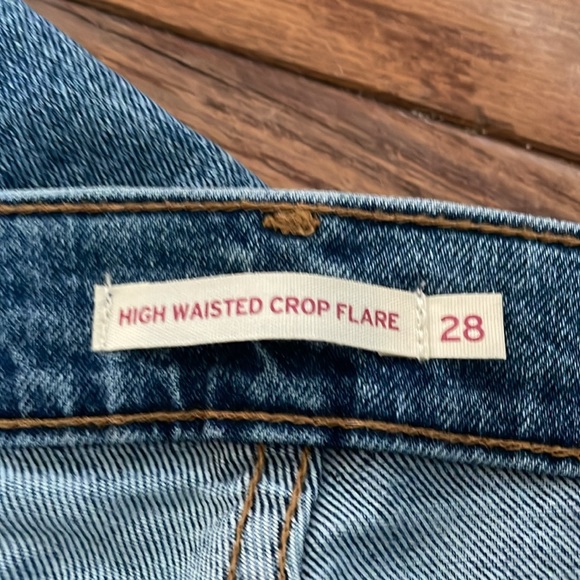 HIGH WAISTED CROP FLARE 28